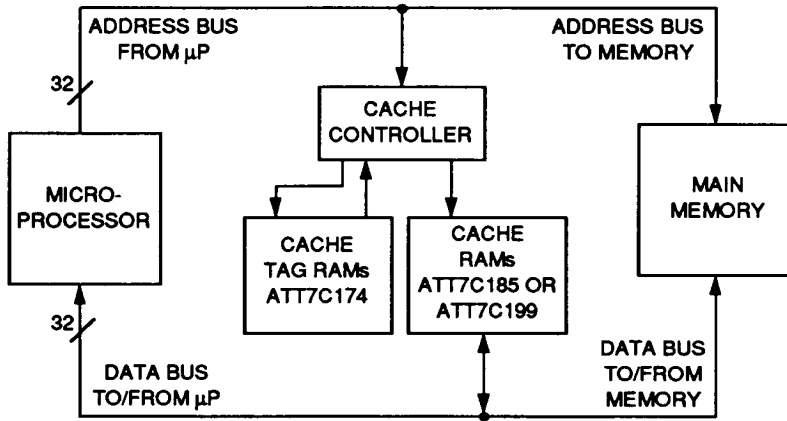 ADDRESS BUS
FROM μP
ADDRESS BUS
TO MEMORY
32
CACHE
CONTROLLER
MICRO-
PROCESSOR
MAIN
MEMORY
CACHE
TAG RAMs
ATT7C174
CACHE
RAMs
ATT7C185 OR
ATT7C199
32
DATA BUS
TO/FROM μP
DATA BUS
TO/FROM
MEMORY